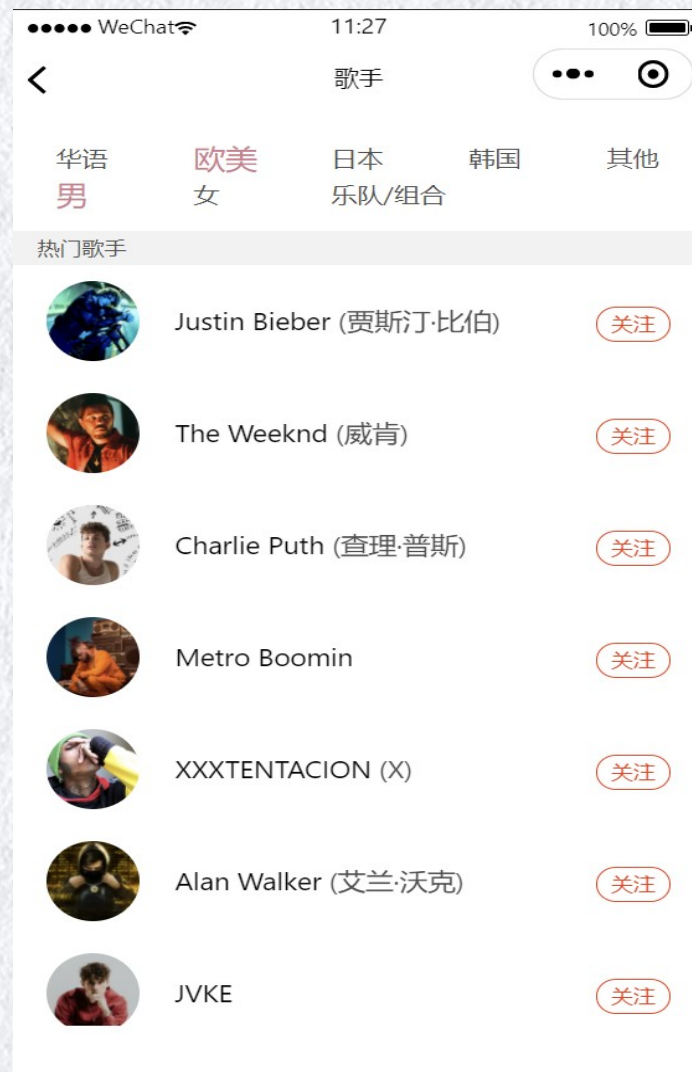 ●●●●● WeChat 11:27 100%
歌手
华语 欧美 日本 韩国 其他
男 女 乐队/组合
热门歌手
Justin Bieber (贾斯汀·比伯) 关注
The Weeknd (威肯) 关注
Charlie Puth (查理·普斯) 关注
Metro Boomin 关注
XXXTENTACION (X) 关注
Alan Walker (艾兰·沃克) 关注
JVKE 关注